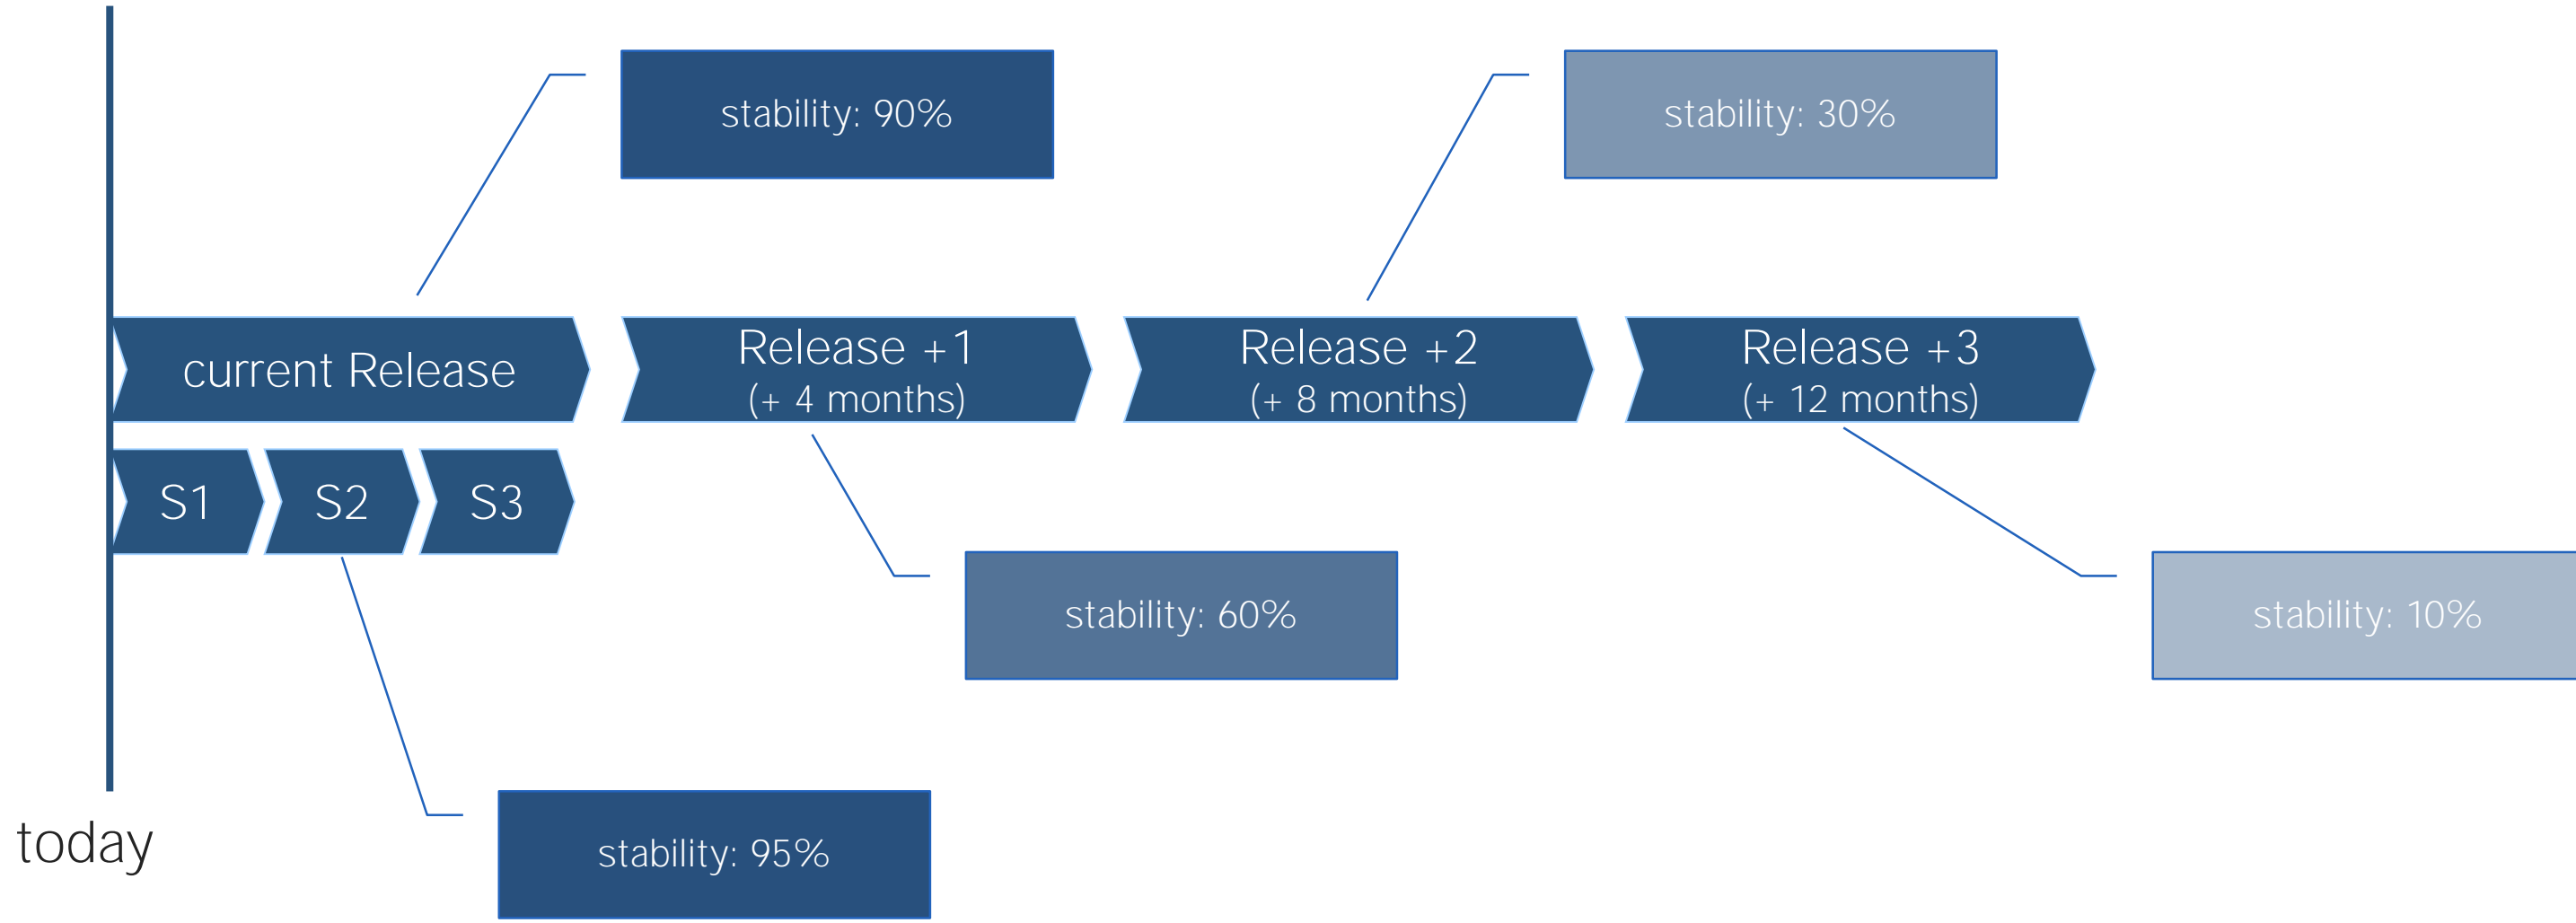 stability: 90%
stability: 30%
current Release
Release +1
(+ 4 months)
Release +2
(+ 8 months)
Release +3
(+ 12 months)
S1
S2
S3
stability: 60%
stability: 10%
today
stability: 95%